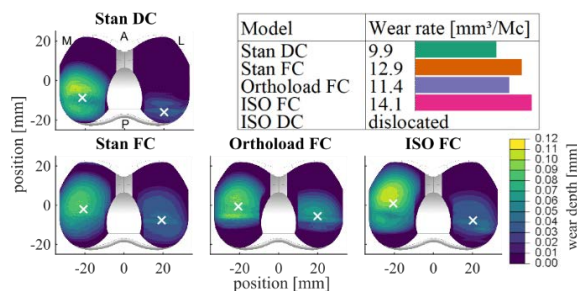 Stan DC
M A L
P
20
0
-20
Model Wear rate [mm³/Mc]
Stan DC 9.9
Stan FC 12.9
Orthoload FC 11.4
ISO FC 14.1
ISO DC dislocated
position [mm]
Stan FC Orthoload FC ISO FC
20
0
-20
-20 0 20 -20 0 20 -20 0 20
position [mm]
0.12
0.11
0.10
0.09
0.08
0.07
0.06
0.05
0.04
0.03
0.02
0.01
0.00
wear depth [mm]